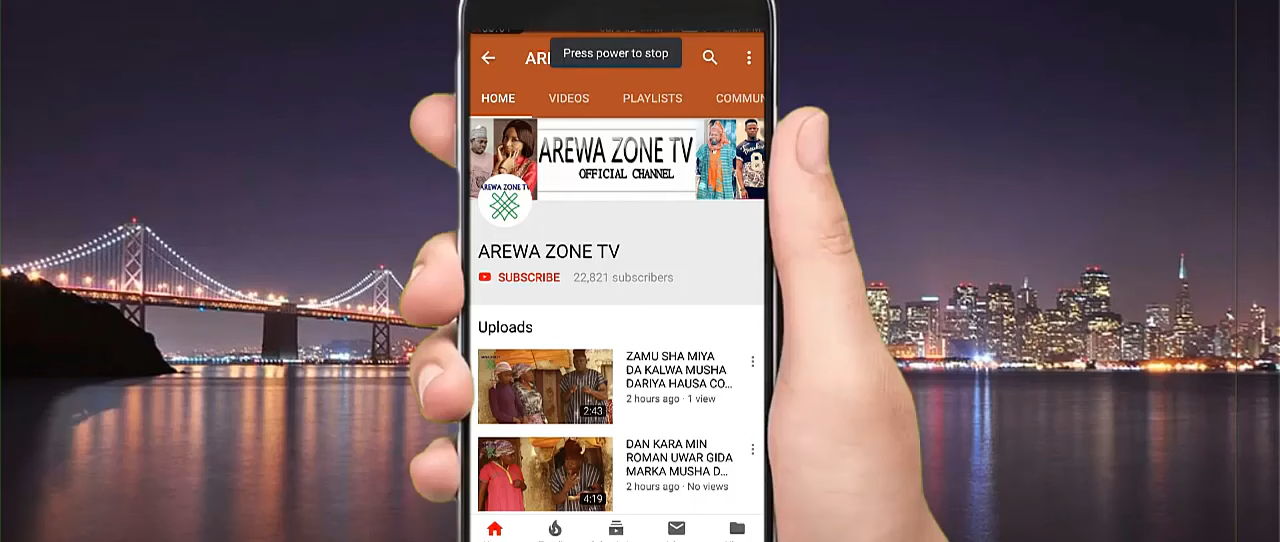 Press power to stop
HOME VIDEOS PLAYLISTS COMMUN
AREWA ZONE TV
OFFICIAL CHANNEL
AREWA ZONE TV
AREWA ZONE TV
SUBSCRIBE 22,821 subscribers
Uploads
ZAMU SHA MIYA
DA KALWA MUSHA
DARIYA HAUSA CO...
2 hours ago · 1 view
2:43
DAN KARA MIN
ROMAN UWAR GIDA
MARKA MUSHA D...
2 hours ago · No views
4:19